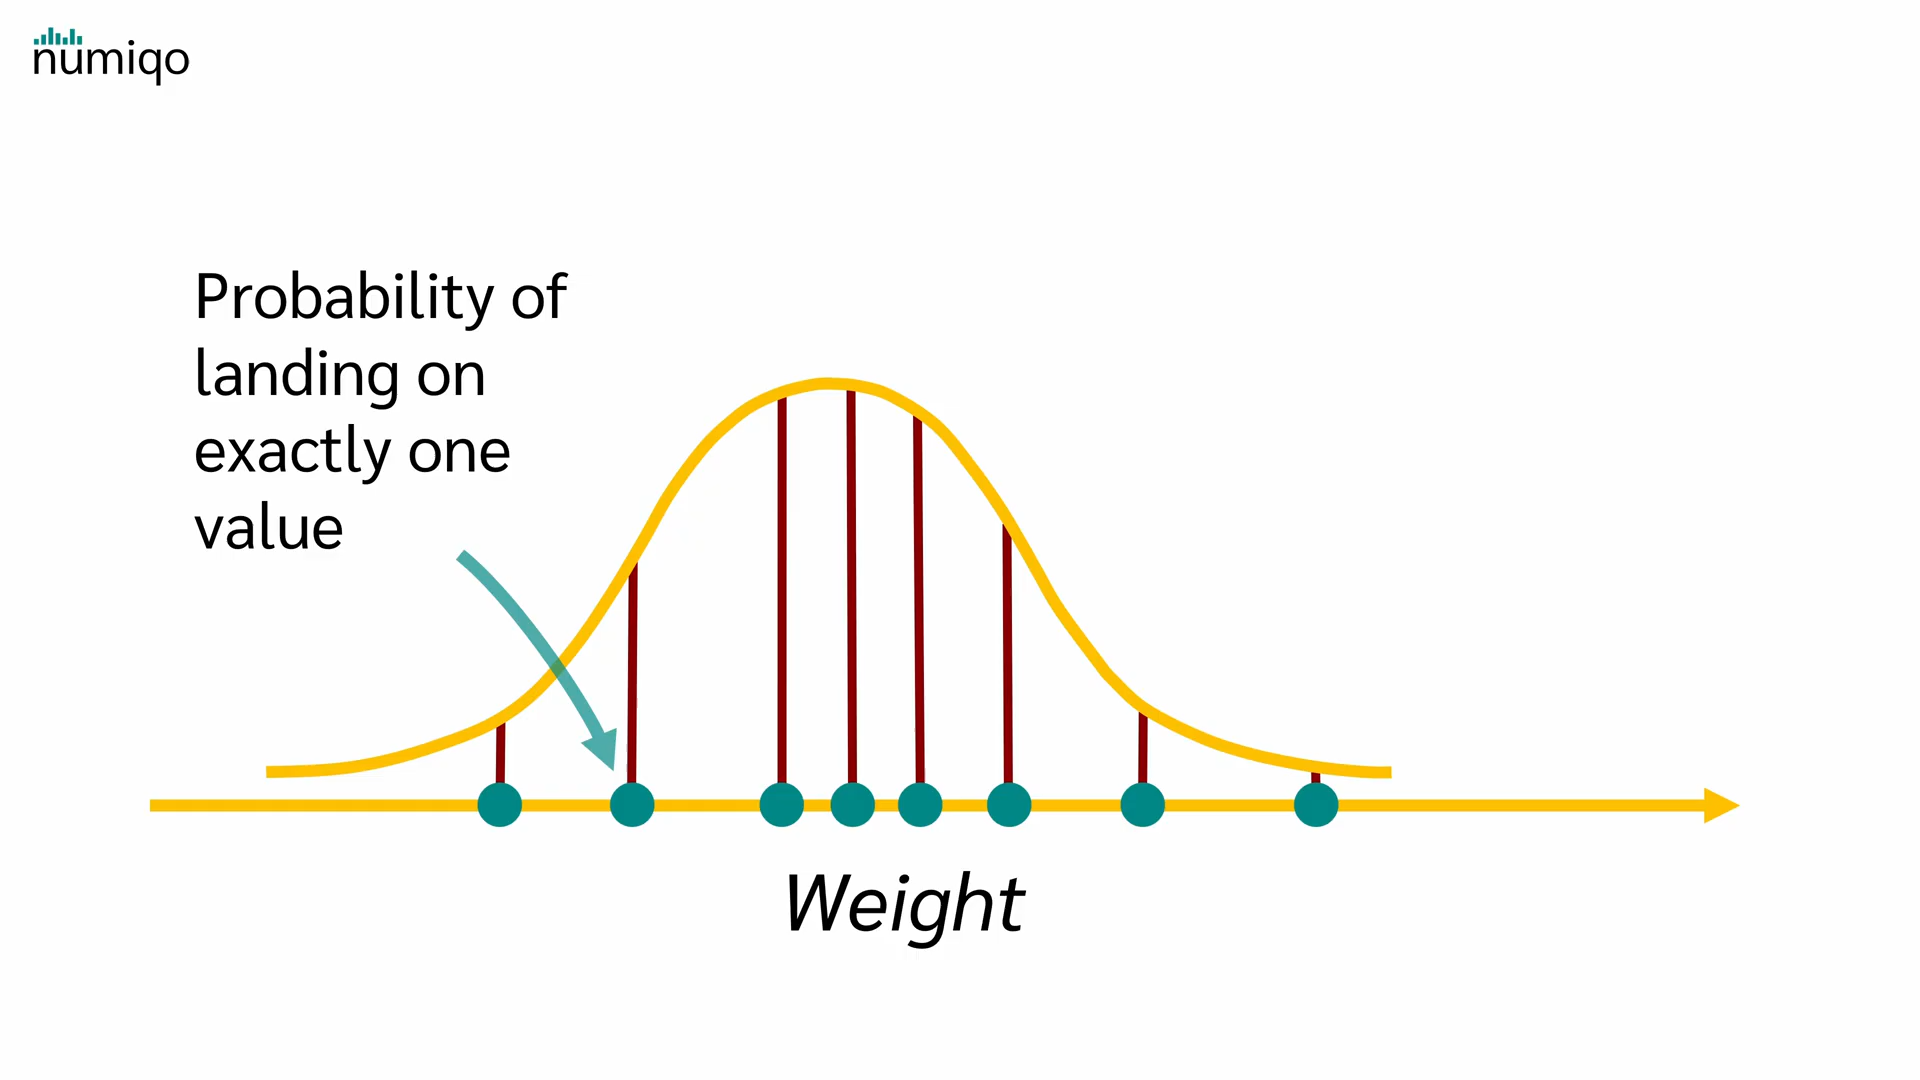 numiqo
Probability of
landing on
exactly one
value
Weight